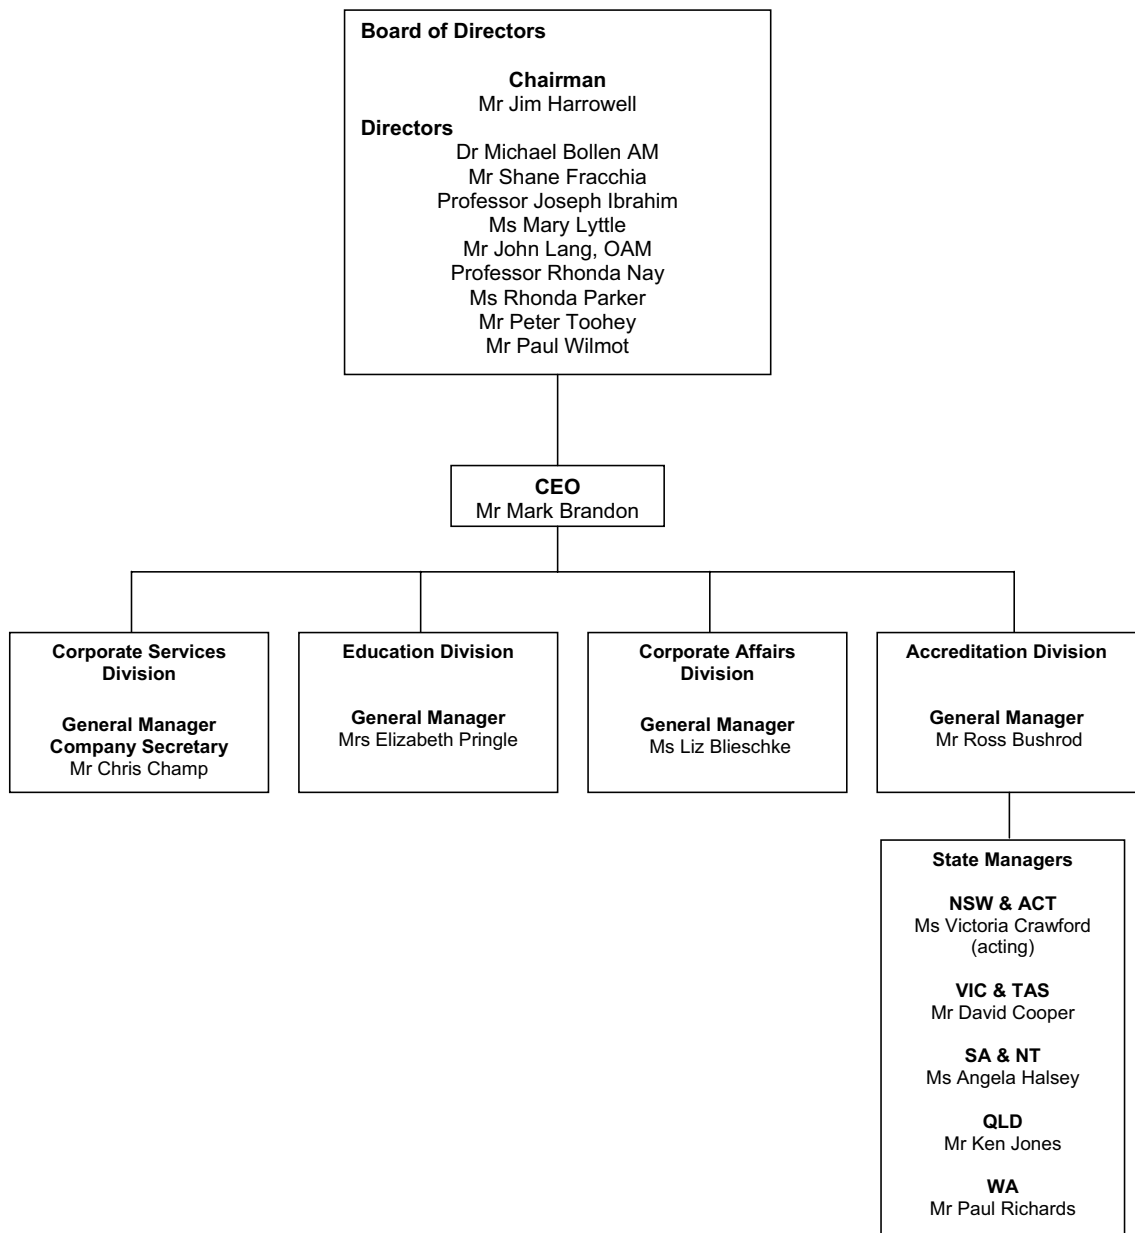 Board of Directors
Chairman
Mr Jim Harrowell
Directors
Dr Michael Bollen AM
Mr Shane Fracchia
Professor Joseph Ibrahim
Ms Mary Lyttle
Mr John Lang, OAM
Professor Rhonda Nay
Ms Rhonda Parker
Mr Peter Toohey
Mr Paul Wilmot
CEO
Mr Mark Brandon
Corporate Services
Division
General Manager
Company Secretary
Mr Chris Champ
Education Division
General Manager
Mrs Elizabeth Pringle
Corporate Affairs
Division
General Manager
Ms Liz Blieschke
Accreditation Division
General Manager
Mr Ross Bushrod
State Managers
NSW & ACT
Ms Victoria Crawford
(acting)
VIC & TAS
Mr David Cooper
SA & NT
Ms Angela Halsey
QLD
Mr Ken Jones
WA
Mr Paul Richards